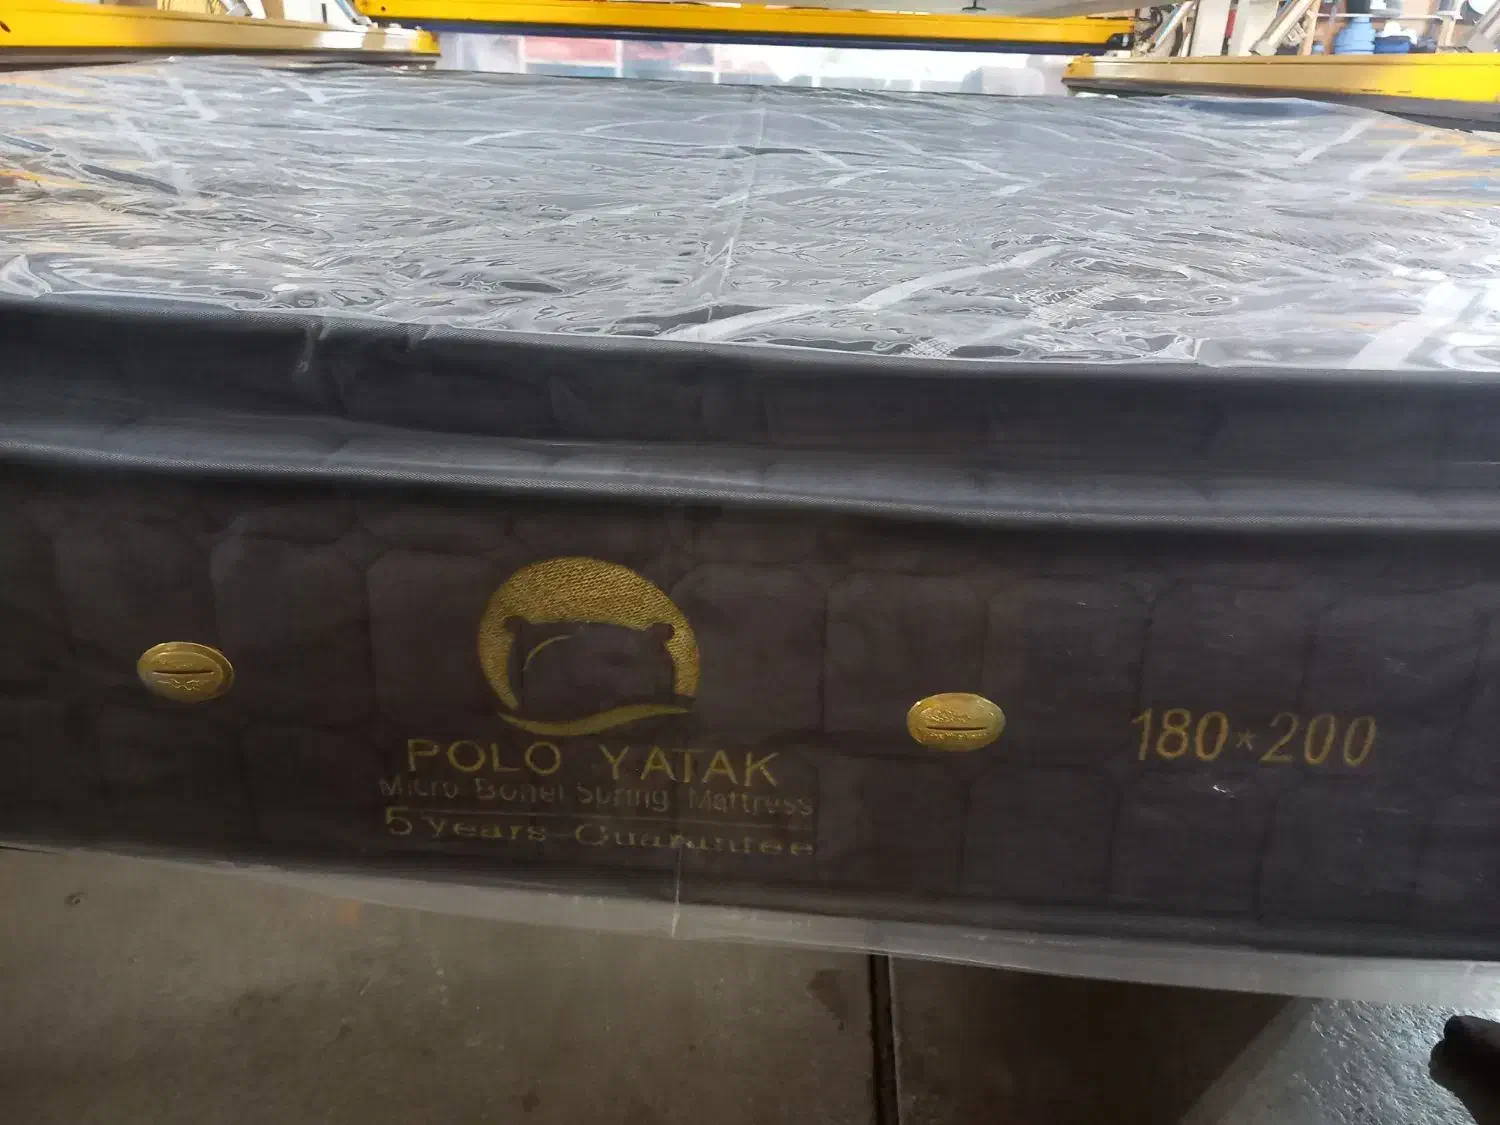 POLO YATAK
Micro Bonel Spring Mattress
5 Years Guarantee
180*200